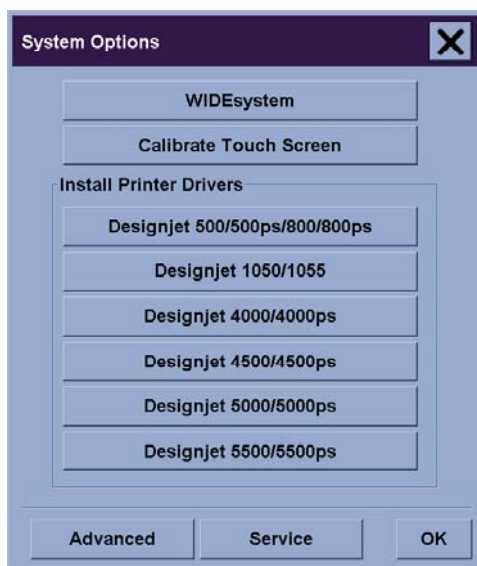 System Options
WIDEsystem
Calibrate Touch Screen
Install Printer Drivers
Designjet 500/500ps/800/800ps
Designjet 1050/1055
Designjet 4000/4000ps
Designjet 4500/4500ps
Designjet 5000/5000ps
Designjet 5500/5500ps
Advanced Service OK